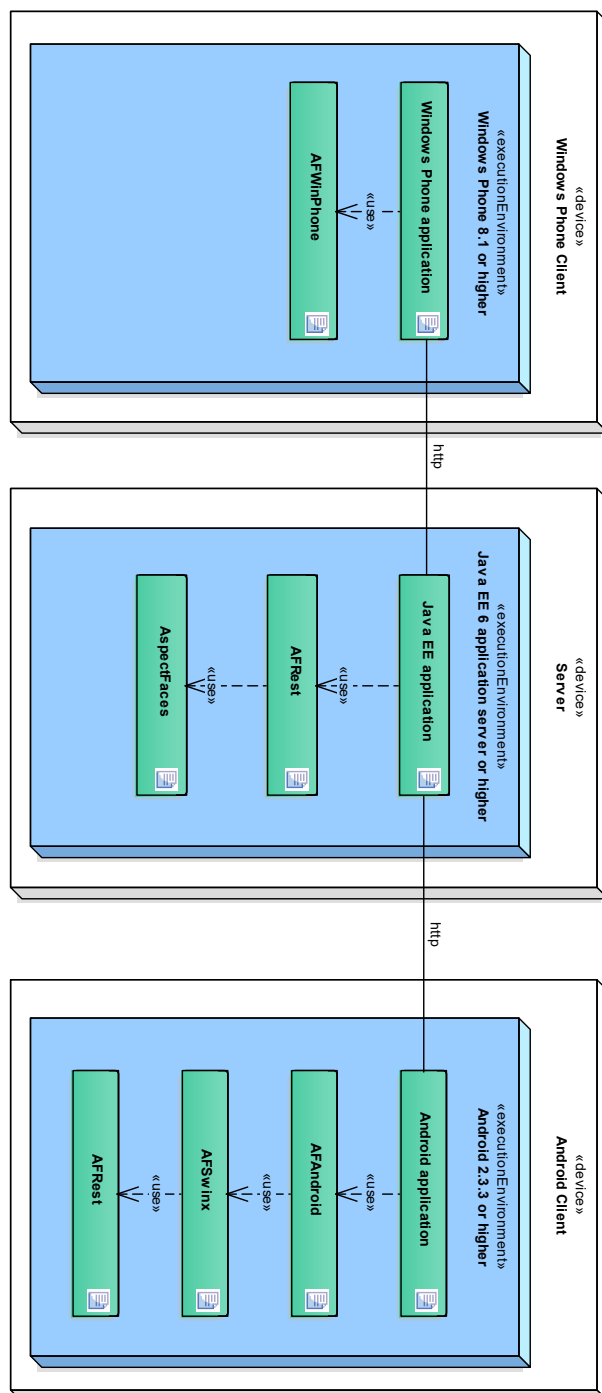 «device»
Windows Phone Client
«executionEnvironment»
Windows Phone 8.1 or higher
Windows Phone application
«use»
AFWinPhone
http
«device»
Server
«executionEnvironment»
Java EE 6 application server or higher
Java EE application
«use»
AFRest
«use»
AspectFaces
http
«device»
Android Client
«executionEnvironment»
Android 2.3.3 or higher
Android application
«use»
AFAndroid
«use»
AFSwinx
«use»
AFRest